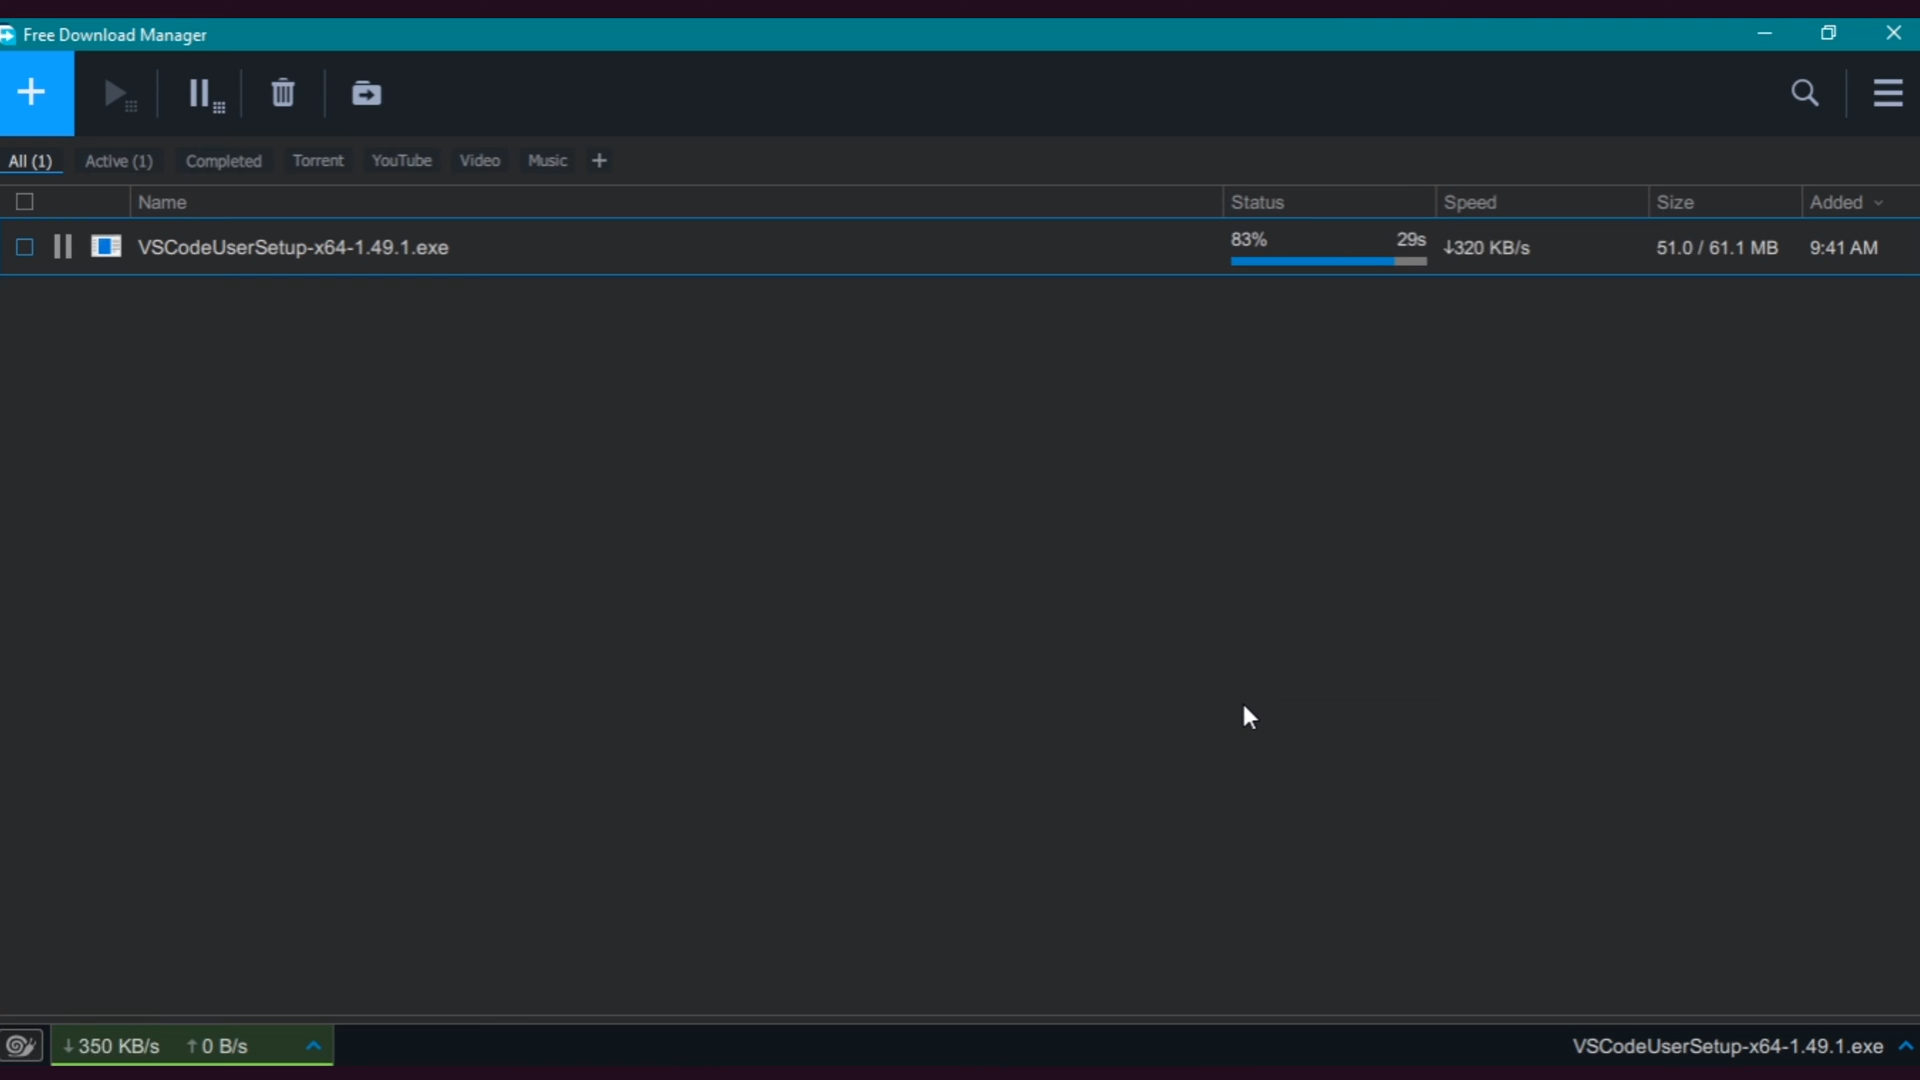 Free Download Manager
All (1) Active (1) Completed Torrent YouTube Video Music +
Name Status Speed Size Added
VSCodeUserSetup-x64-1.49.1.exe 83% 29s ↓320 KB/s 51.0 / 61.1 MB 9:41 AM
↓350 KB/s ↑0 B/s VSCodeUserSetup-x64-1.49.1.exe